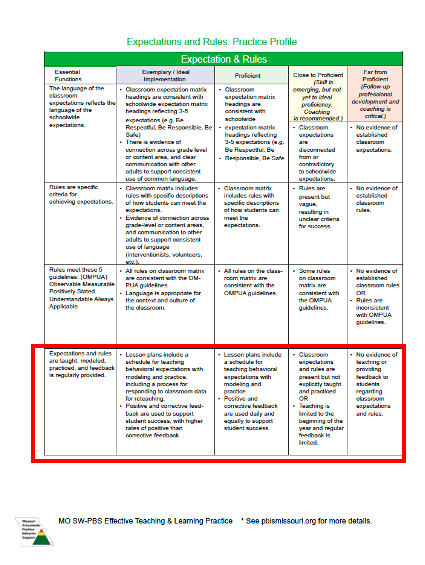 Expectations and Rules: Practice Profile
Expectation & Rules
Essential
Functions
Exemplary / Ideal
Implementation
Proficient
Close to Proficient
(Skill is
emerging, but not
yet to ideal
proficiency.
Coaching
is recommended.)
Far from
Proficient
(Follow-up
professional
development and
coaching is
critical.)
The language of the
classroom
expectations reflects the
language of the
schoolwide
expectations.
• Classroom expectation matrix
headings are consistent with
schoolwide expectation matrix
headings reflecting 3-5
expectations (e.g. Be
Respectful, Be Responsible, Be
Safe)
• There is evidence of
connection across grade level
or content area, and clear
communication with other
adults to support consistent
use of common language.
• Classroom
expectation matrix
headings are
consistent with
schoolwide
• expectation matrix
headings reflecting
3-5 expectations (e.g.
Be Respectful, Be
• Responsible, Be Safe
• Classroom
expectations
are
disconnected
from or
contradictory
to schoolwide
expectations.
• No evidence of
established
classroom
expectations.
Rules are specific
criteria for
achieving expectations.
• Classroom matrix includes
rules with specific descriptions
of how students can meet the
expectations.
• Evidence of connection across
grade-level or content areas,
and communication to other
adults to support consistent
use of language
(interventionists, volunteers,
etc.).
• Classroom matrix
includes rules with
specific descriptions
of how students can
meet the
expectations.
• Rules are
present but
vague,
resulting in
unclear criteria
for success.
• No evidence of
established
classroom
rules.
Rules meet these 5
guidelines: (OMPUA)
Observable Measurable
Positively Stated
Understandable Always
Applicable
• All rules on classroom matrix
are consistent with the OM-
PUA guidelines.
• Language is appropriate for
the context and culture of
the classroom.
• All rules on the class-
room matrix are
consistent with the
OMPUA guidelines.
• Some rules
on classroom
matrix are
consistent with
the OMPUA
guidelines.
• No evidence of
established
classroom rules
OR
• Rules are
inconsistent
with OMPUA
guidelines.
Expectations and rules
are taught, modeled,
practiced, and feedback
is regularly provided.
• Lesson plans include a
schedule for teaching
behavioral expectations with
modeling and practice,
including a process for
responding to classroom data
for reteaching.
• Positive and corrective feed-
back are used to support
student success, with higher
rates of positive than
corrective feedback
• Lesson plans include
a schedule for
teaching behavioral
expectations with
modeling and
practice.
• Positive and
corrective feedback
are used daily and
equally to support
student success.
• Classroom
expectations
and rules are
present but not
explicitly taught
and practiced
OR
• Teaching is
limited to the
beginning of the
year and regular
feedback is
limited.
• No evidence of
teaching or
providing
feedback to
students
regarding
classroom
expectations
and rules.
Missouri
Schoolwide
Positive
Behavior
Support
MO SW-PBS Effective Teaching & Learning Practice * See pbismissouri.org for more details.